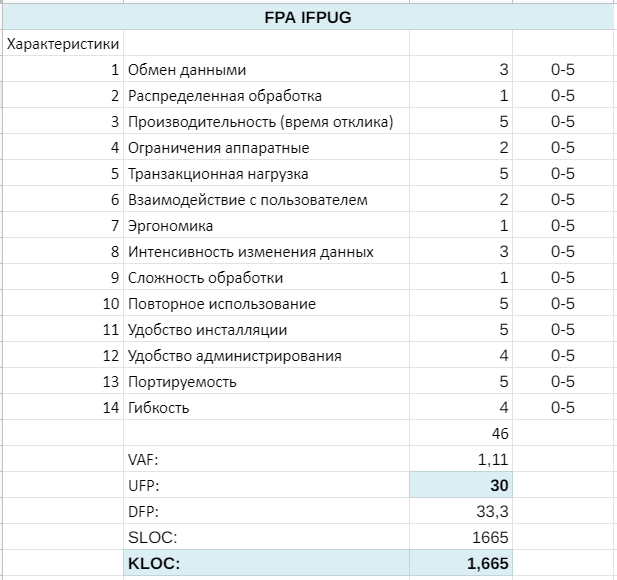 FPA IFPUG
Характеристики
1 Обмен данными 3 0-5
2 Распределенная обработка 1 0-5
3 Производительность (время отклика) 5 0-5
4 Ограничения аппаратные 2 0-5
5 Транзакционная нагрузка 5 0-5
6 Взаимодействие с пользователем 2 0-5
7 Эргономика 1 0-5
8 Интенсивность изменения данных 3 0-5
9 Сложность обработки 1 0-5
10 Повторное использование 5 0-5
11 Удобство инсталляции 5 0-5
12 Удобство администрирования 4 0-5
13 Портируемость 5 0-5
14 Гибкость 4 0-5
46
VAF: 1,11
UFP: 30
DFP: 33,3
SLOC: 1665
KLOC: 1,665